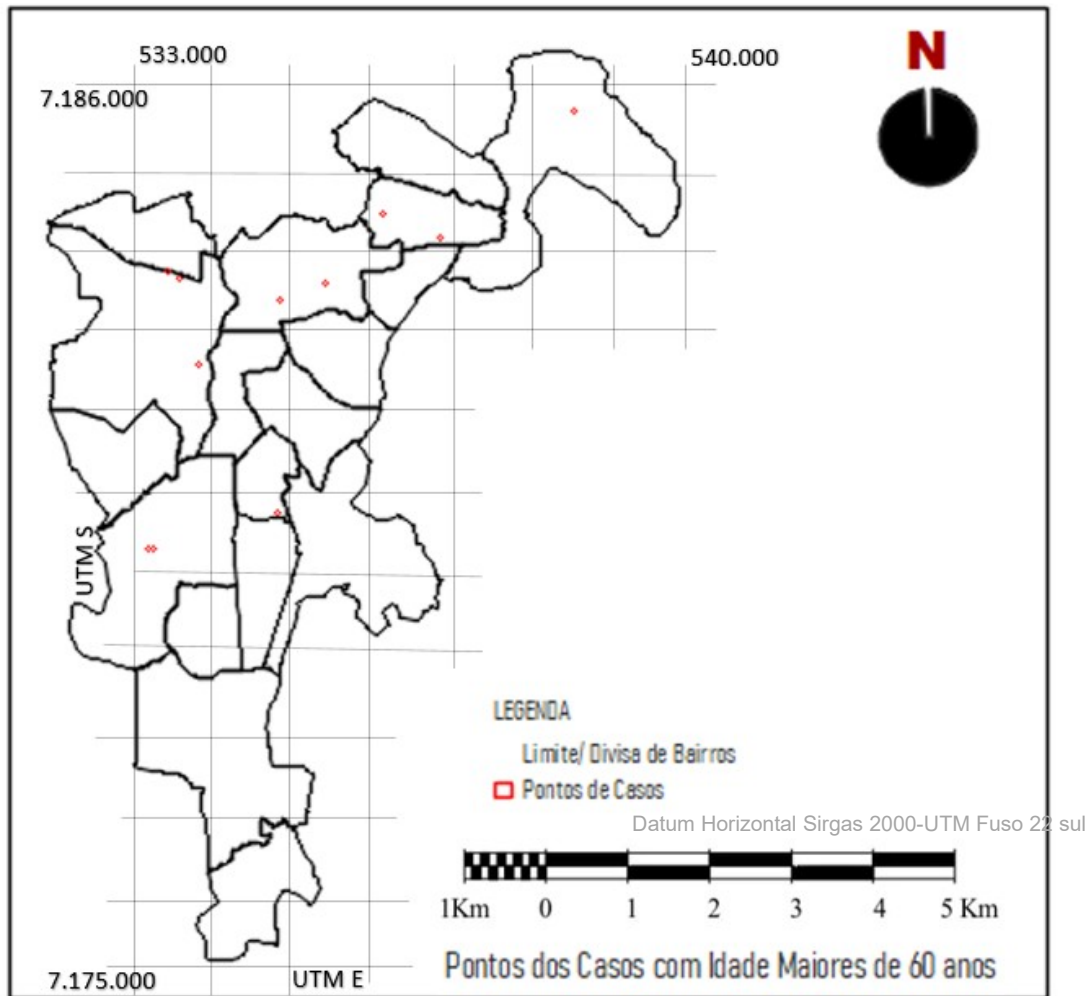 533.000
540.000
N
7.186.000
UTM S
LEGENDA
Limite/ Divisa de Bairros
Pontos de Casos
Datum Horizontal Sirgas 2000-UTM Fuso 22 sul
1Km 0 1 2 3 4 5 Km
Pontos dos Casos com Idade Maiores de 60 anos
7.175.000
UTM E